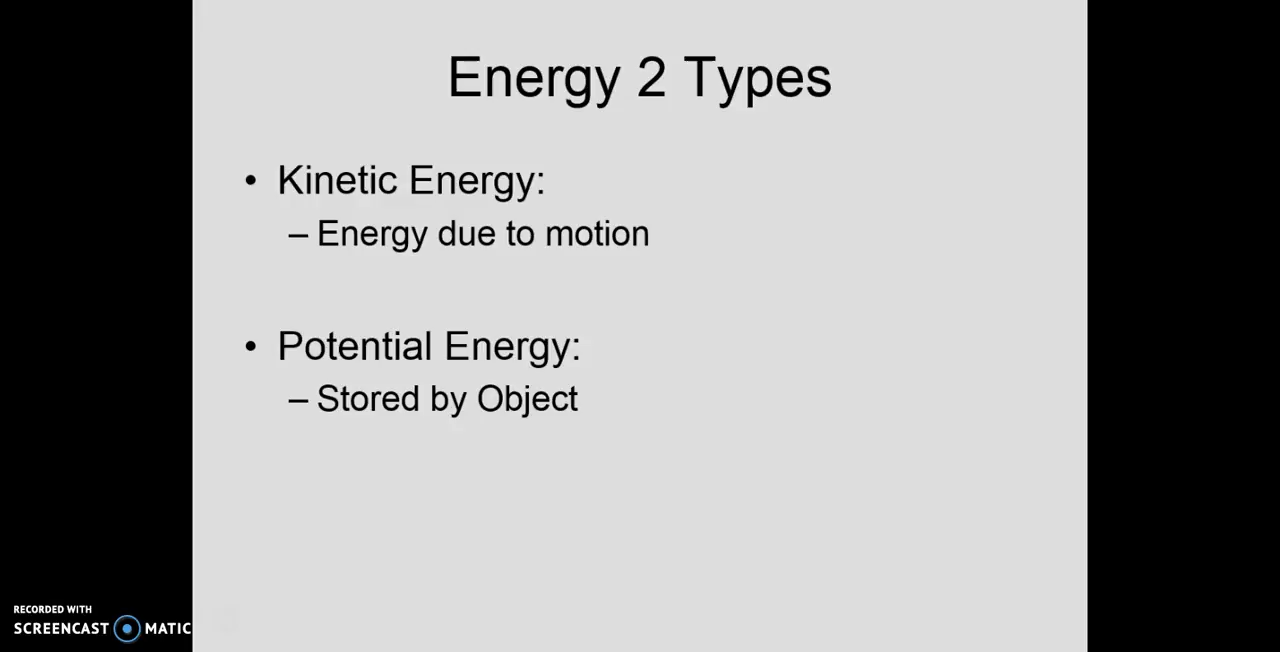 Energy 2 Types
• Kinetic Energy:
– Energy due to motion
• Potential Energy:
– Stored by Object
RECORDED WITH
SCREENCAST MATIC